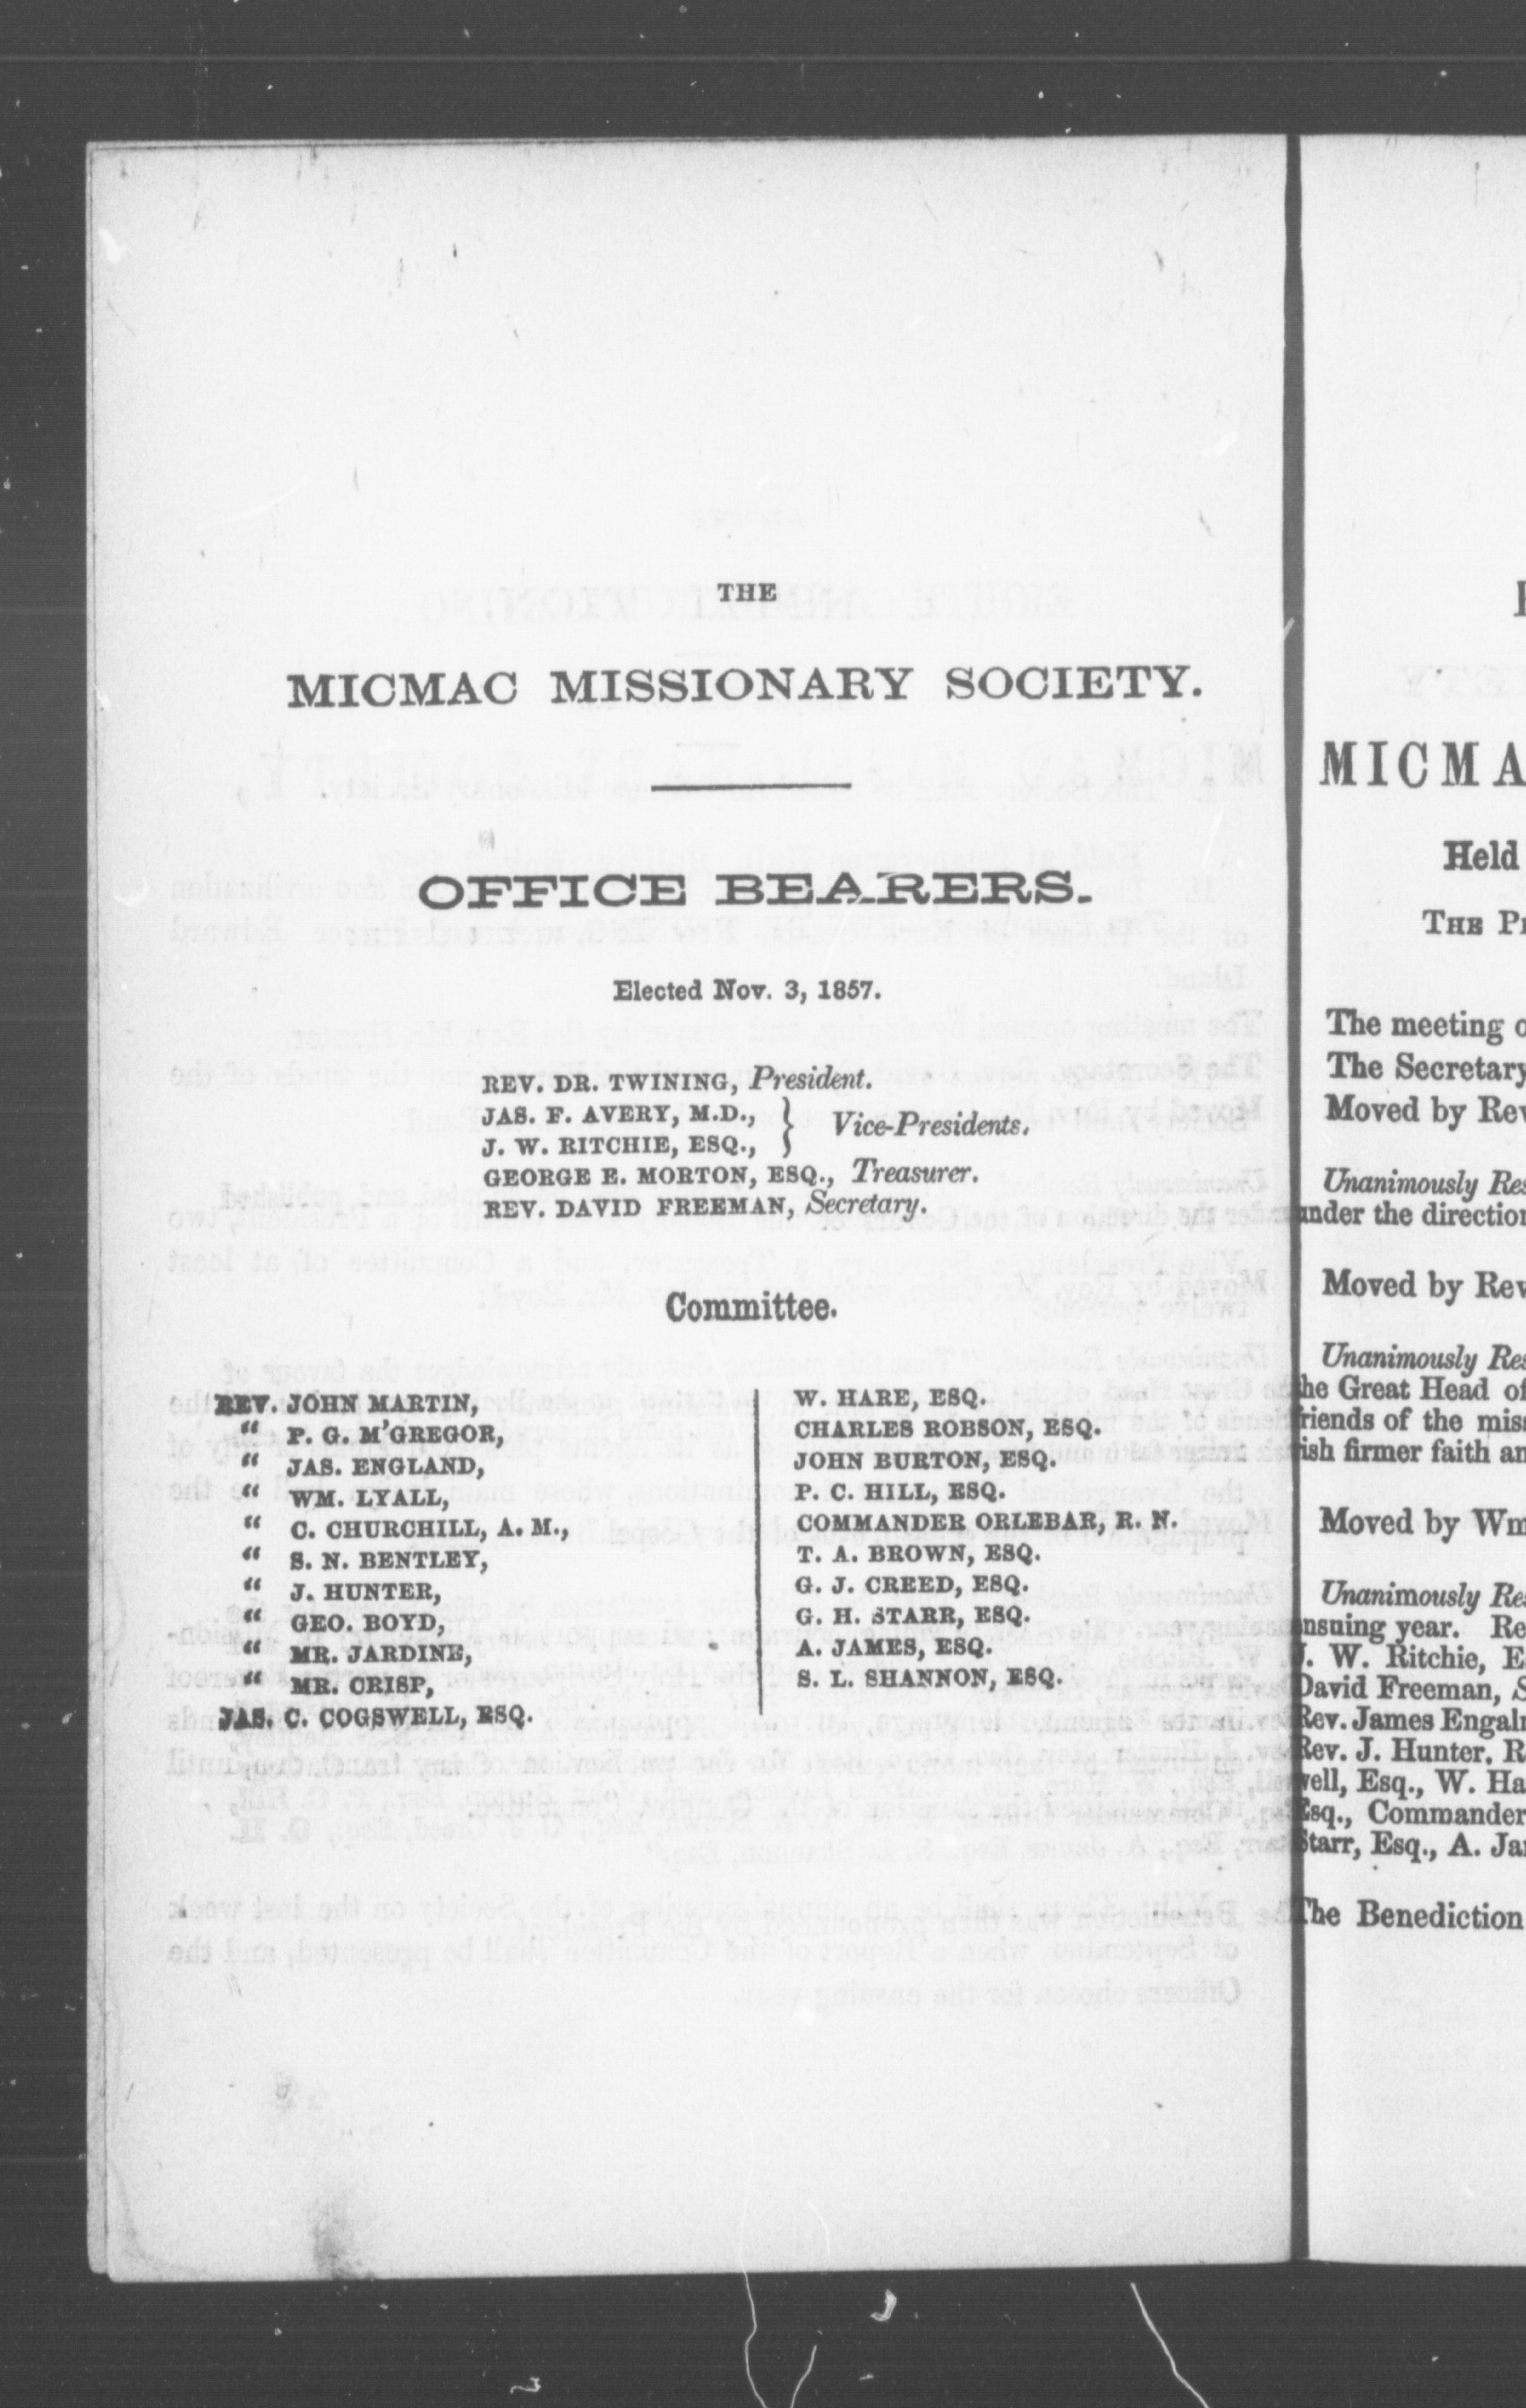 THE
MICMAC MISSIONARY SOCIETY.
OFFICE BEARERS.
Elected Nov. 3, 1857.
REV. DR. TWINING, President.
JAS. F. AVERY, M.D., } Vice-Presidents.
J. W. RITCHIE, ESQ.,
GEORGE E. MORTON, ESQ., Treasurer.
REV. DAVID FREEMAN, Secretary.
Committee.
REV. JOHN MARTIN,
“ P. G. M'GREGOR,
“ JAS. ENGLAND,
“ WM. LYALL,
“ C. CHURCHILL, A. M.,
“ S. N. BENTLEY,
“ J. HUNTER,
“ GEO. BOYD,
“ MR. JARDINE,
“ MR. CRISP,
JAS. C. COGSWELL, ESQ.
W. HARE, ESQ.
CHARLES ROBSON, ESQ.
JOHN BURTON, ESQ.
P. C. HILL, ESQ.
COMMANDER ORLEBAR, R. N.
T. A. BROWN, ESQ.
G. J. CREED, ESQ.
G. H. STARR, ESQ.
A. JAMES, ESQ.
S. L. SHANNON, ESQ.
MICMA
Held
THE
The meeting
The Secretary
Moved by Rev
Unanimously Res
under the direction
Moved by Rev
Unanimously Res
the Great Head of
friends of the miss
ish firmer faith an
Moved by Wm
Unanimously Res
ensuing year. Re
J. W. Ritchie, E
David Freeman, S
Rev. James Engaln
Rev. J. Hunter. R
well, Esq., W. Ha
Esq., Commander
Starr, Esq., A. Ja
The Benediction